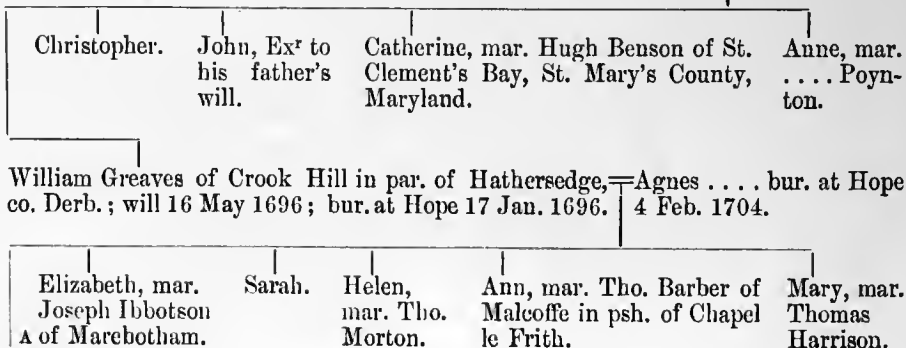 Christopher.
John, Exʳ to
his father's
will.
Catherine, mar. Hugh Benson of St.
Clement's Bay, St. Mary's County,
Maryland.
Anne, mar.
. . . . Poyn-
ton.
William Greaves of Crook Hill in par. of Hathersedge,=Agnes . . . . bur. at Hope
co. Derb.; will 16 May 1696; bur. at Hope 17 Jan. 1696. 4 Feb. 1704.
Elizabeth, mar.
Joseph Ibbotson
A of Marebotham.
Sarah.
Helen,
mar. Tho.
Morton.
Ann, mar. Tho. Barber of
Malcoffe in psh. of Chapel
le Frith.
Mary, mar.
Thomas
Harrison.